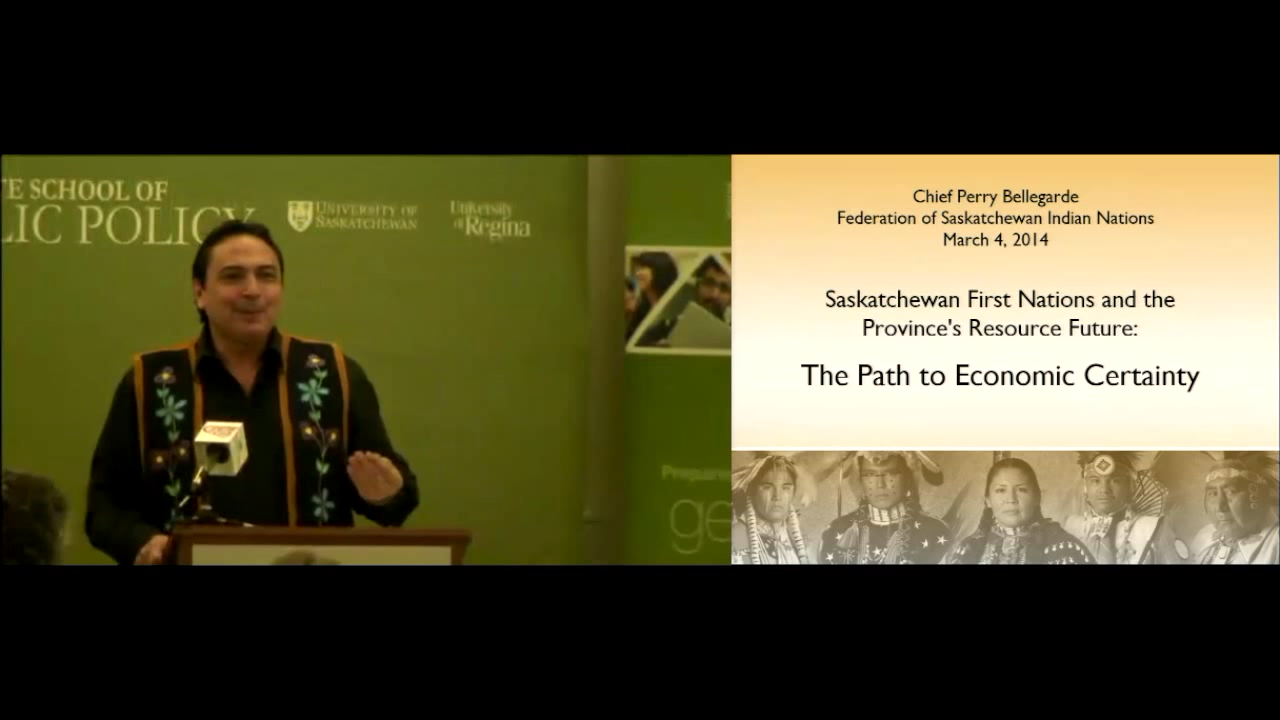 TE SCHOOL OF
LIC POLICY
UNIVERSITY OF
SASKATCHEWAN
University
of Regina
Chief Perry Bellegarde
Federation of Saskatchewan Indian Nations
March 4, 2014
Saskatchewan First Nations and the
Province's Resource Future:
The Path to Economic Certainty